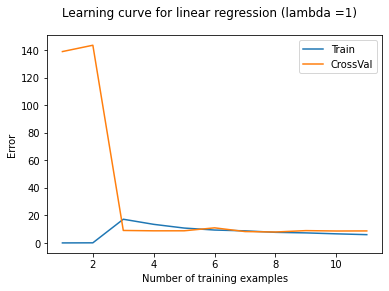 Learning curve for linear regression (lambda =1)
Train
CrossVal
Error
140
120
100
80
60
40
20
0
2
4
6
8
10
Number of training examples